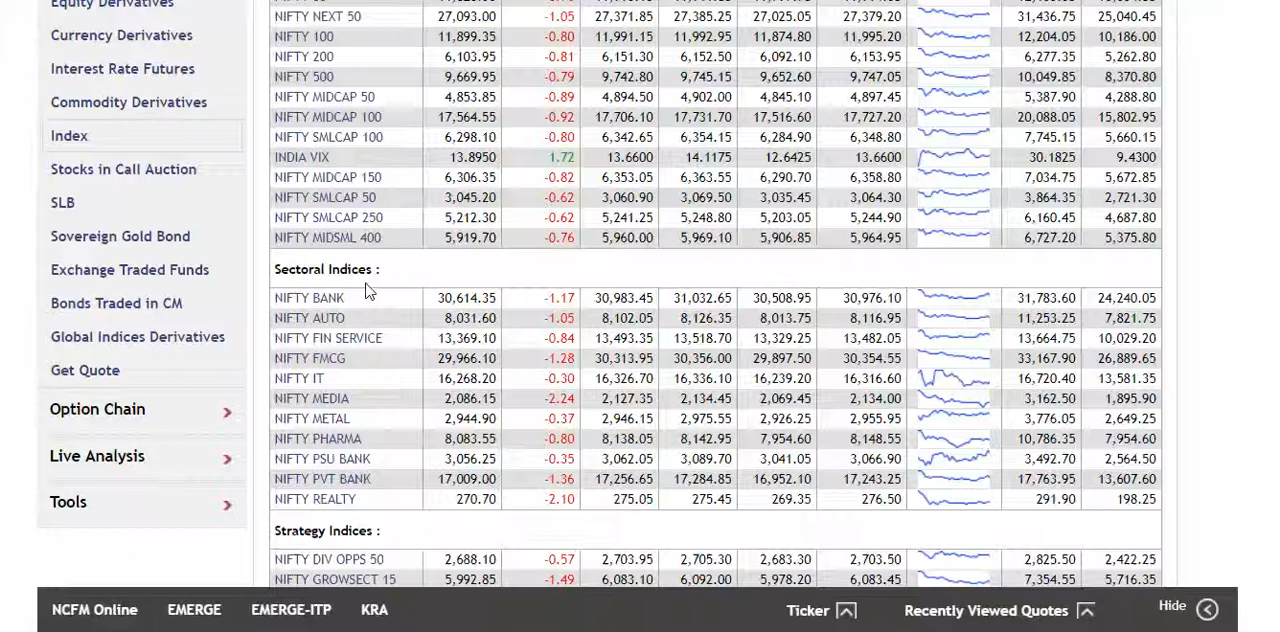 Equity Derivatives
Currency Derivatives
Interest Rate Futures
Commodity Derivatives
Index
Stocks in Call Auction
SLB
Sovereign Gold Bond
Exchange Traded Funds
Bonds Traded in CM
Global Indices Derivatives
Get Quote
Option Chain
Live Analysis
Tools
NIFTY NEXT 50 27,093.00 -1.05 27,371.85 27,385.25 27,025.05 27,379.20 31,436.75 25,040.45
NIFTY 100 11,899.35 -0.80 11,991.15 11,992.95 11,874.80 11,995.20 12,204.05 10,186.00
NIFTY 200 6,103.95 -0.81 6,151.30 6,152.50 6,092.10 6,153.95 6,277.35 5,262.80
NIFTY 500 9,669.95 -0.79 9,742.80 9,745.15 9,652.60 9,747.05 10,049.85 8,370.80
NIFTY MIDCAP 50 4,853.85 -0.89 4,894.50 4,902.00 4,845.10 4,897.45 5,387.90 4,288.80
NIFTY MIDCAP 100 17,564.55 -0.92 17,706.10 17,731.70 17,516.60 17,727.20 20,088.05 15,802.95
NIFTY SMLCAP 100 6,298.10 -0.80 6,342.65 6,354.15 6,284.90 6,348.80 7,745.15 5,660.15
INDIA VIX 13.8950 1.72 13.6600 14.1175 12.6425 13.6600 30.1825 9.4300
NIFTY MIDCAP 150 6,306.35 -0.82 6,353.05 6,363.55 6,290.70 6,358.80 7,034.75 5,672.85
NIFTY SMLCAP 50 3,045.20 -0.62 3,060.90 3,069.50 3,035.45 3,064.30 3,864.35 2,721.30
NIFTY SMLCAP 250 5,212.30 -0.62 5,241.25 5,248.80 5,203.05 5,244.90 6,160.45 4,687.80
NIFTY MIDSML 400 5,919.70 -0.76 5,960.00 5,969.10 5,906.85 5,964.95 6,727.20 5,375.80
Sectoral Indices :
NIFTY BANK 30,614.35 -1.17 30,983.45 31,032.65 30,508.95 30,976.10 31,783.60 24,240.05
NIFTY AUTO 8,031.60 -1.05 8,102.05 8,126.35 8,013.75 8,116.95 11,253.25 7,821.75
NIFTY FIN SERVICE 13,369.10 -0.84 13,493.35 13,518.70 13,329.25 13,482.05 13,664.75 10,029.20
NIFTY FMCG 29,966.10 -1.28 30,313.95 30,356.00 29,897.50 30,354.55 33,167.90 26,889.65
NIFTY IT 16,268.20 -0.30 16,326.70 16,336.10 16,239.20 16,316.60 16,720.40 13,581.35
NIFTY MEDIA 2,086.15 -2.24 2,127.35 2,134.45 2,069.45 2,134.00 3,162.50 1,895.90
NIFTY METAL 2,944.90 -0.37 2,946.15 2,975.55 2,926.25 2,955.95 3,776.05 2,649.25
NIFTY PHARMA 8,083.55 -0.80 8,138.05 8,142.95 7,954.60 8,148.55 10,786.35 7,954.60
NIFTY PSU BANK 3,056.25 -0.35 3,062.05 3,089.70 3,041.05 3,066.90 3,492.70 2,564.50
NIFTY PVT BANK 17,009.00 -1.36 17,256.65 17,284.85 16,952.10 17,243.25 17,763.95 13,607.60
NIFTY REALTY 270.70 -2.10 275.05 275.45 269.35 276.50 291.90 198.25
Strategy Indices :
NIFTY DIV OPPS 50 2,688.10 -0.57 2,703.95 2,705.30 2,683.30 2,703.50 2,825.50 2,422.25
NIFTY GROWSECT 15 5,992.85 -1.49 6,083.10 6,092.00 5,978.20 6,083.45 7,354.55 5,716.35
NCFM Online EMERGE EMERGE-ITP KRA Ticker Recently Viewed Quotes Hide